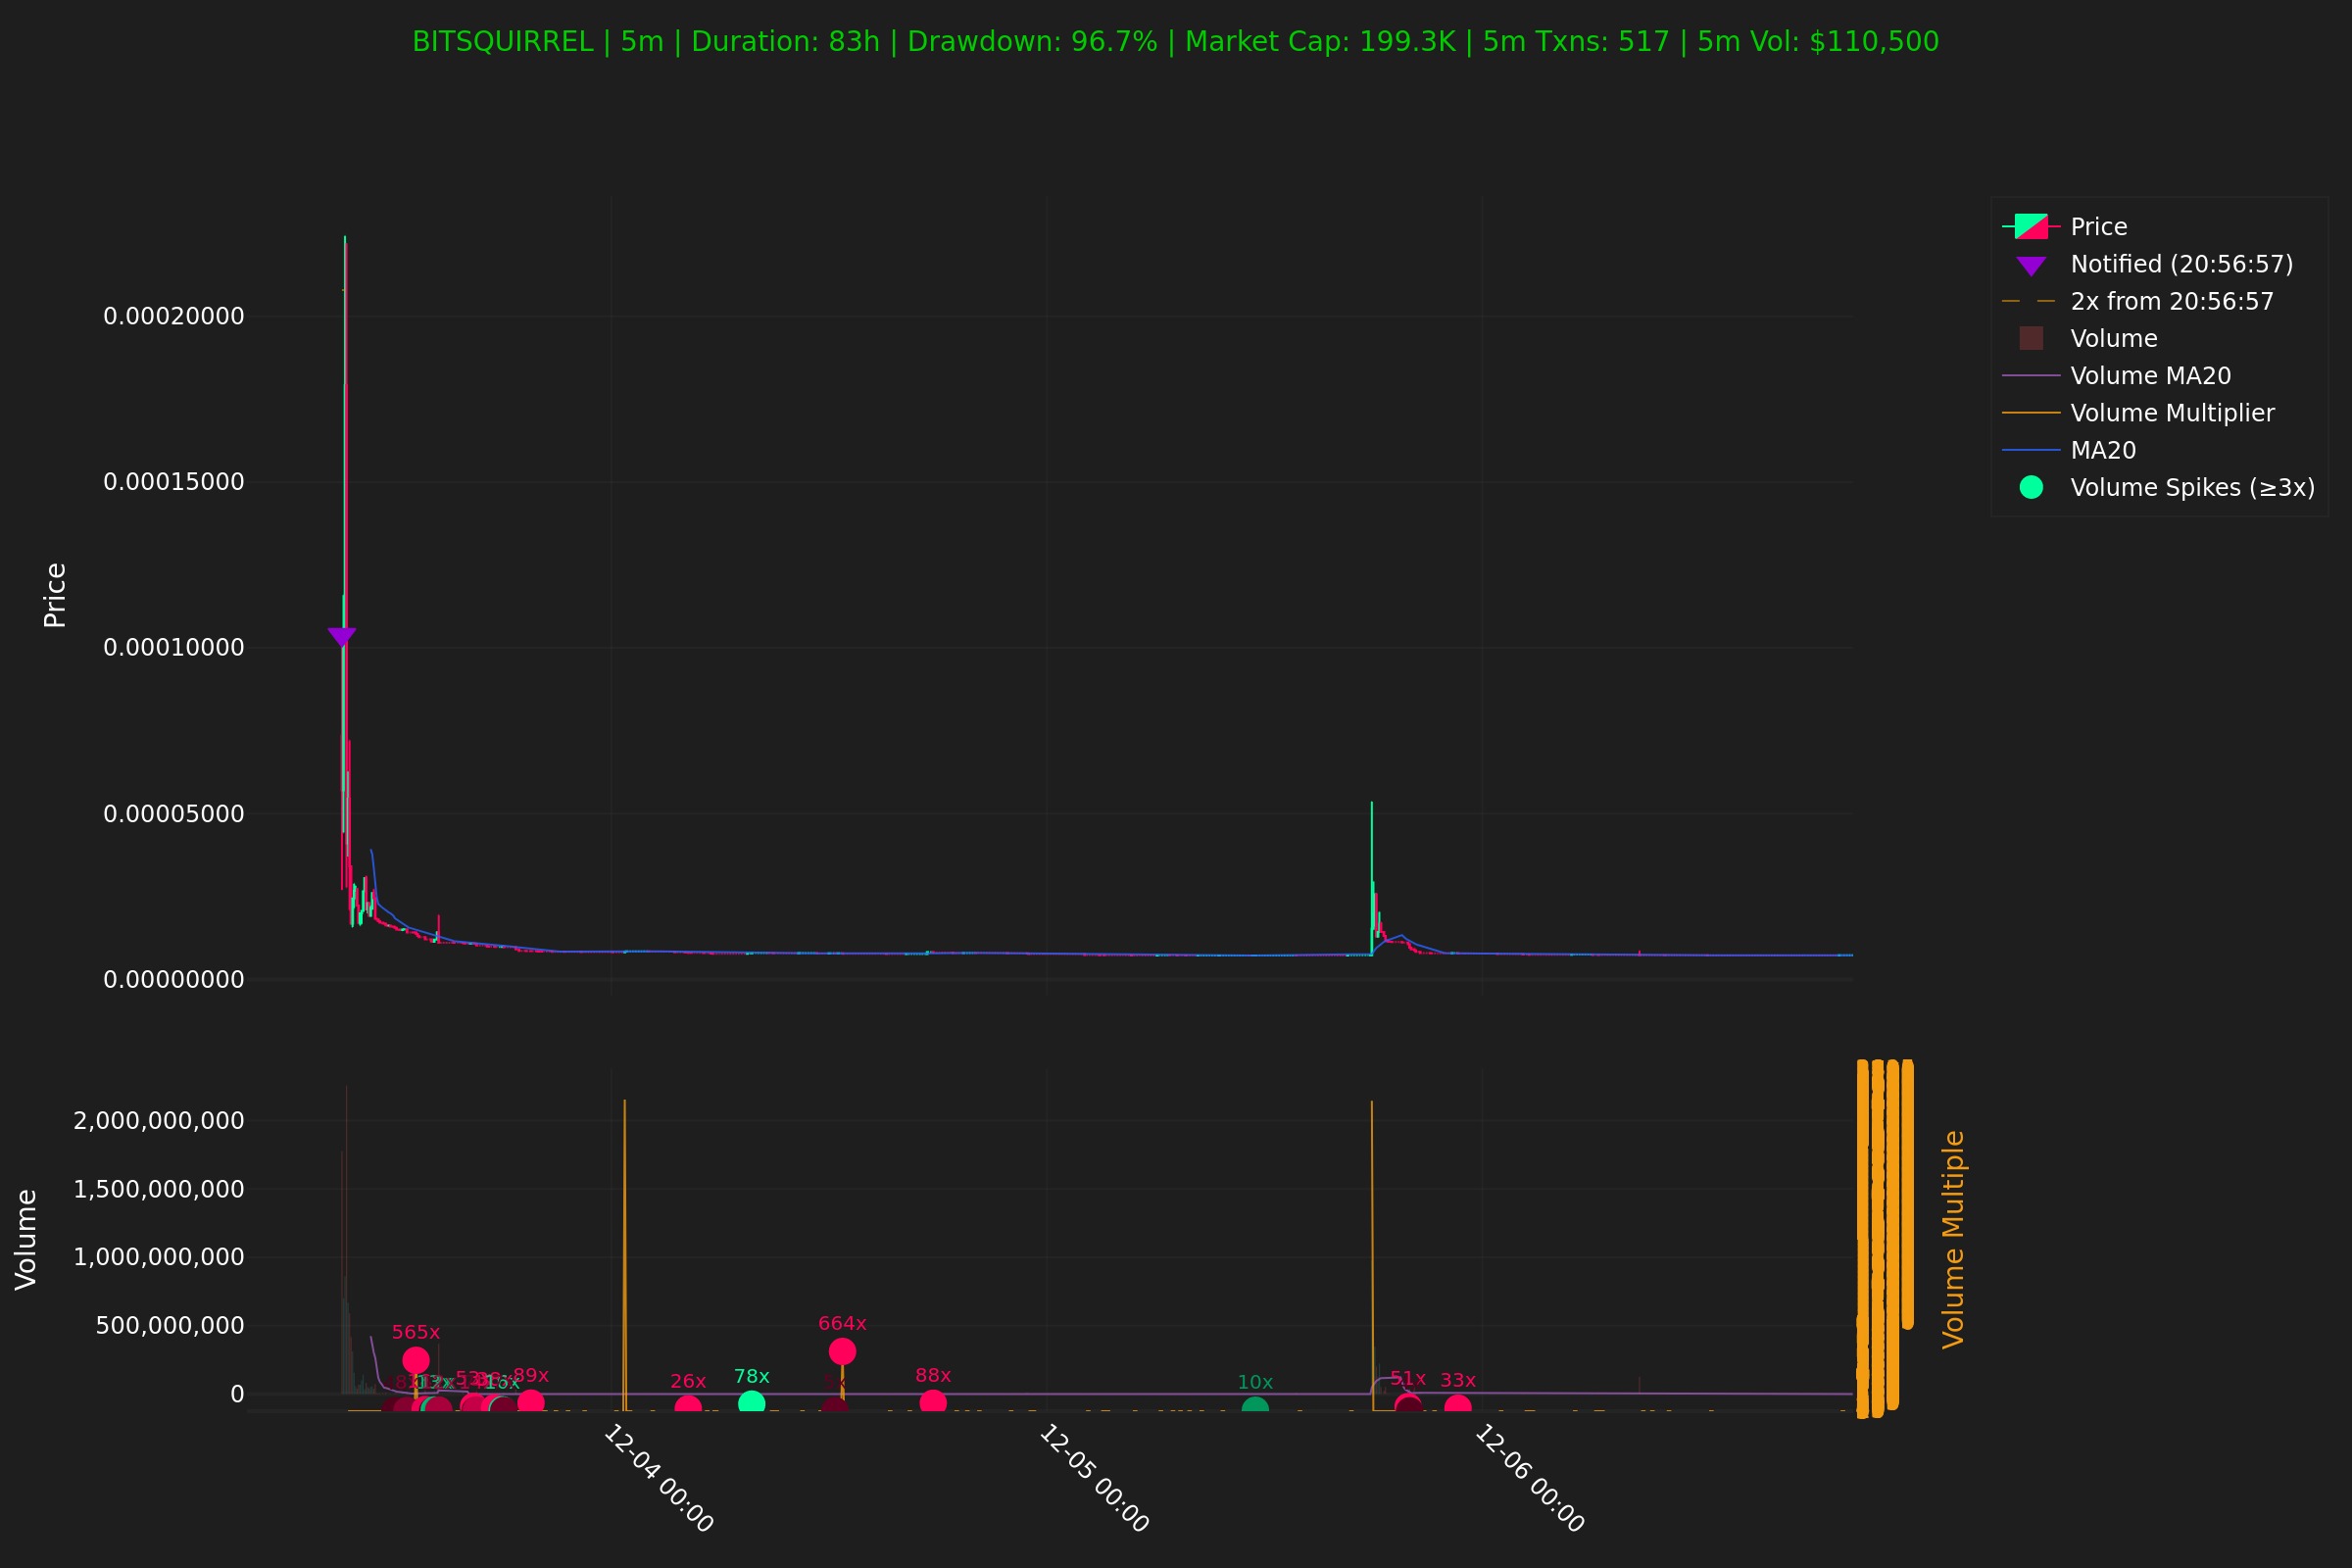 BITSQUIRREL | 5m | Duration: 83h | Drawdown: 96.7% | Market Cap: 199.3K | 5m Txns: 517 | 5m Vol: $110,500
Price
0.00020000
0.00015000
0.00010000
0.00005000
0.00000000
Price
Notified (20:56:57)
2x from 20:56:57
Volume
Volume MA20
Volume Multiplier
MA20
Volume Spikes (≥3x)
Volume
2,000,000,000
1,500,000,000
1,000,000,000
500,000,000
0
565x
89x
26x
78x
664x
88x
10x
51x
33x
Volume Multiple
12-04 00:00
12-05 00:00
12-06 00:00